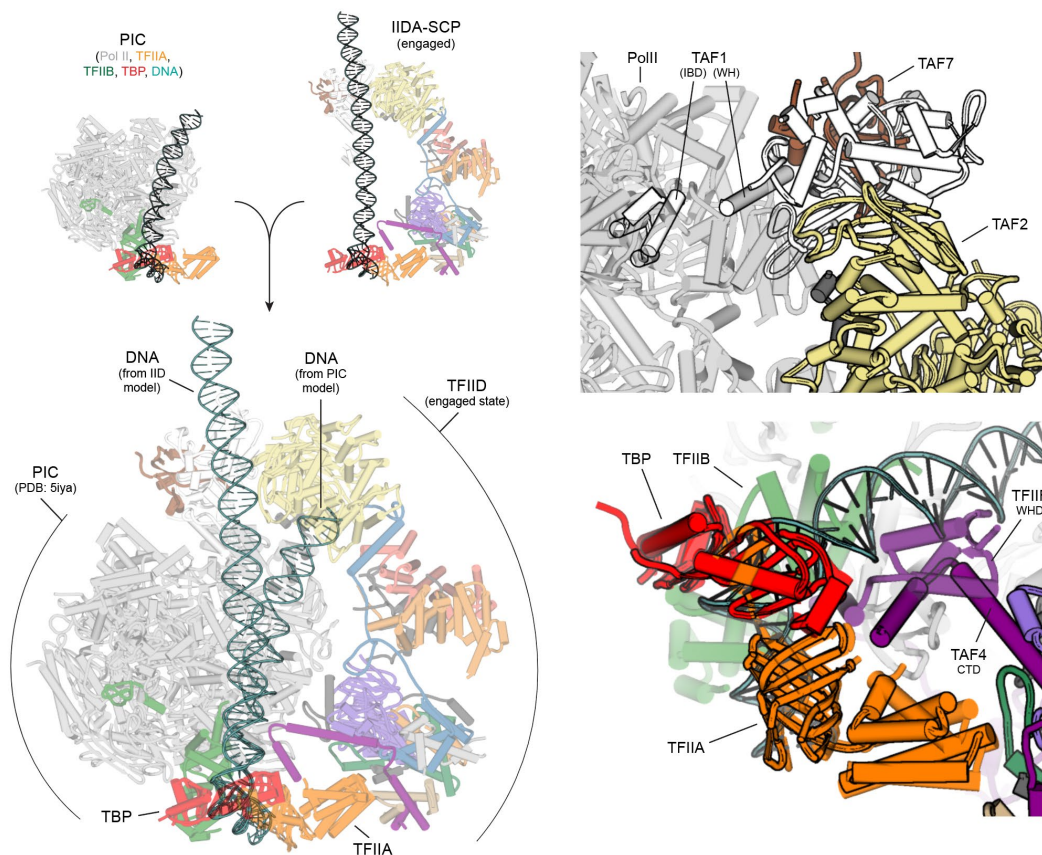 PIC
(Pol II, TFIIA,
TFIIB, TBP, DNA)
IIDA-SCP
(engaged)
DNA
(from IID
model)
DNA
(from PIC
model)
TFIID
(engaged state)
PIC
(PDB: 5iya)
TBP
TFIIA
PolII
TAF1
(IBD) (WH)
TAF7
TAF2
TBP
TFIIB
WHD
TAF4
CTD
TFIIA